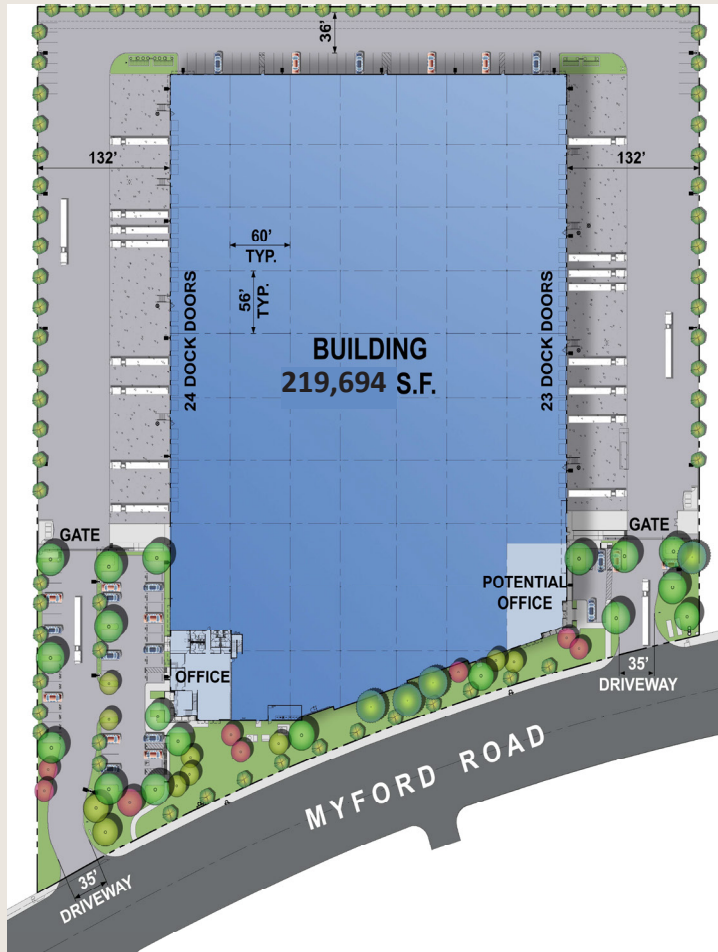 36'
132'
132'
60'
TYP.
56'
TYP.
24 DOCK DOORS
23 DOCK DOORS
BUILDING
219,694 S.F.
GATE
GATE
POTENTIAL
OFFICE
OFFICE
35'
DRIVEWAY
MYFORD ROAD
35'
DRIVEWAY